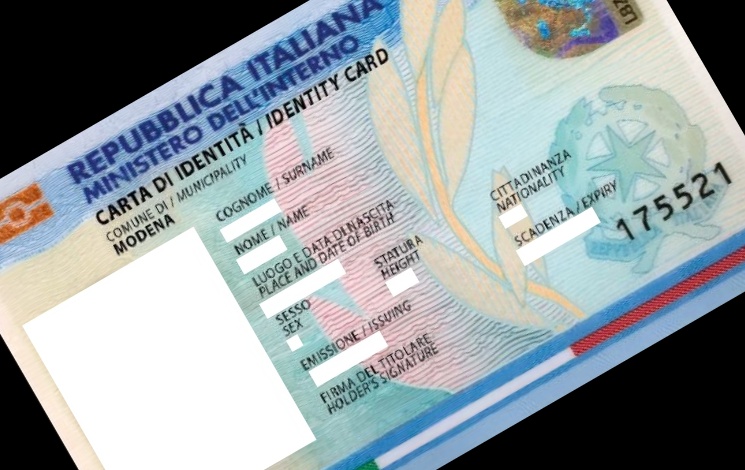 REPUBBLICA ITALIANA
MINISTERO DELL'INTERNO
CARTA DI IDENTITÀ / IDENTITY CARD
COMUNE DI / MUNICIPALITY
MODENA
COGNOME / SURNAME
NOME / NAME
LUOGO E DATA DI NASCITA
PLACE AND DATE OF BIRTH
SESSO
SEX
STATURA
HEIGHT
CITTADINANZA
NATIONALITY
EMISSIONE / ISSUING
SCADENZA / EXPIRY
FIRMA DEL TITOLARE
HOLDER'S SIGNATURE
175521